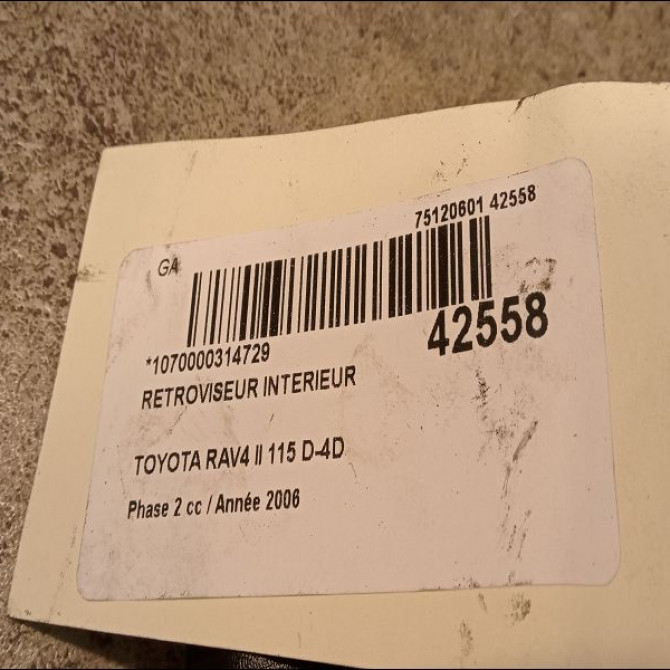 75120601 42558
GA
42558
*1070000314729
RETROVISEUR INTERIEUR
TOYOTA RAV4 II 115 D-4D
Phase 2 cc / Année 2006